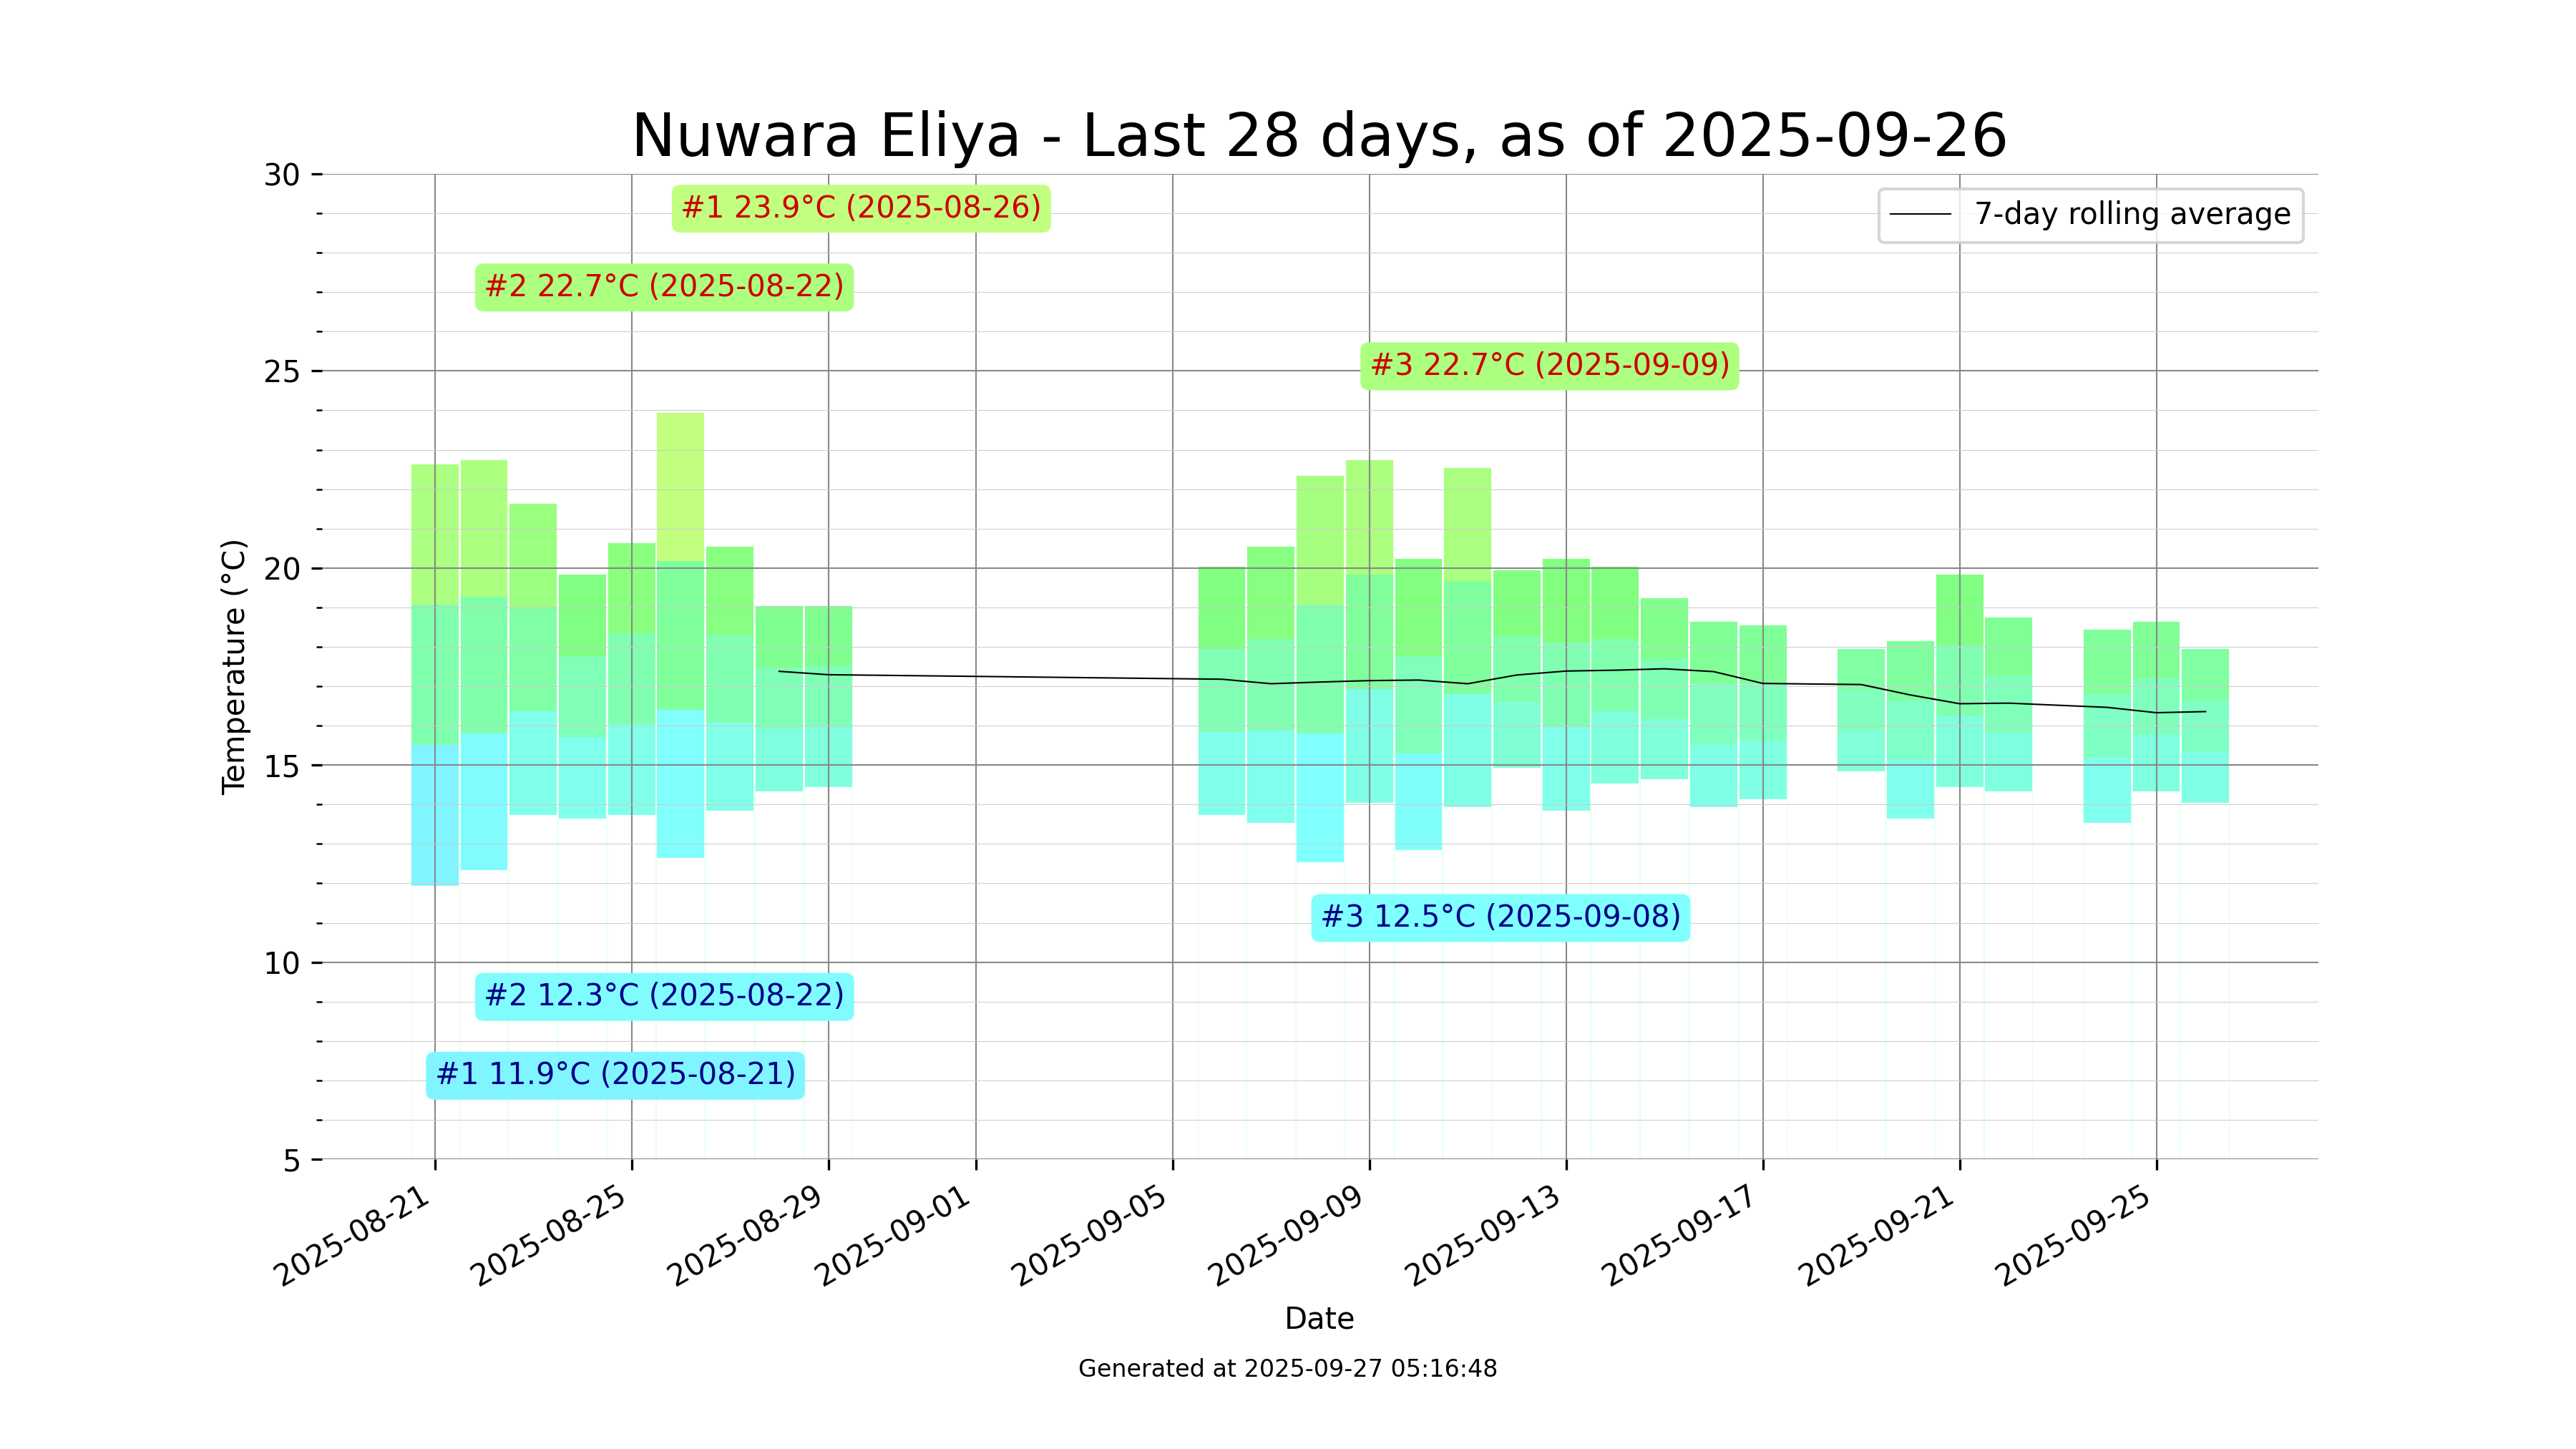 Nuwara Eliya - Last 28 days, as of 2025-09-26
30
#1 23.9°C (2025-08-26)
7-day rolling average
#2 22.7°C (2025-08-22)
#3 22.7°C (2025-09-09)
25
20
Temperature (°C)
15
#3 12.5°C (2025-09-08)
10
#2 12.3°C (2025-08-22)
#1 11.9°C (2025-08-21)
5
2025-08-21
2025-08-25
2025-08-29
2025-09-01
2025-09-05
2025-09-09
2025-09-13
2025-09-17
2025-09-21
2025-09-25
Date
Generated at 2025-09-27 05:16:48